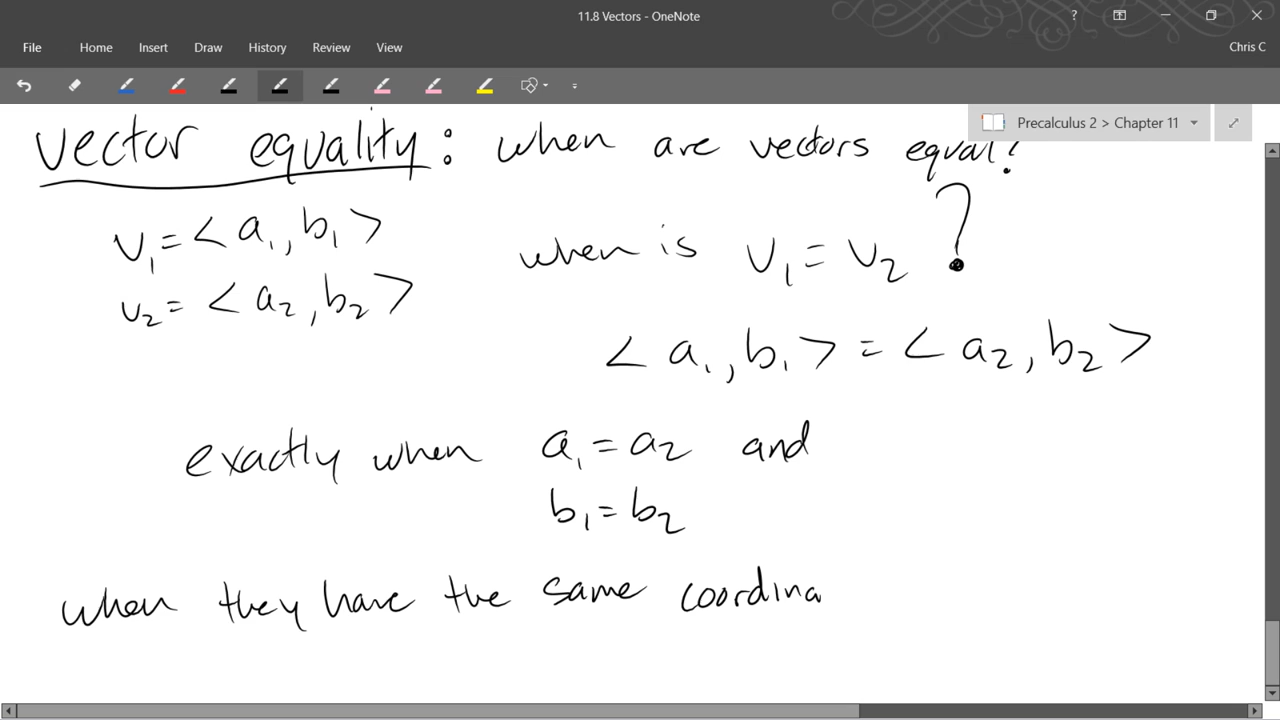 11.8 Vectors - OneNote
?
File Home Insert Draw History Review View
Chris C
Precalculus 2 > Chapter 11
vector equality: when are vectors equal?
v₁ = < a₁, b₁ >
v₂ = < a₂, b₂ >
when is v₁ = v₂ ?
< a₁, b₁ > = < a₂, b₂ >
exactly when a₁ = a₂ and
b₁ = b₂
when they have the same coordina